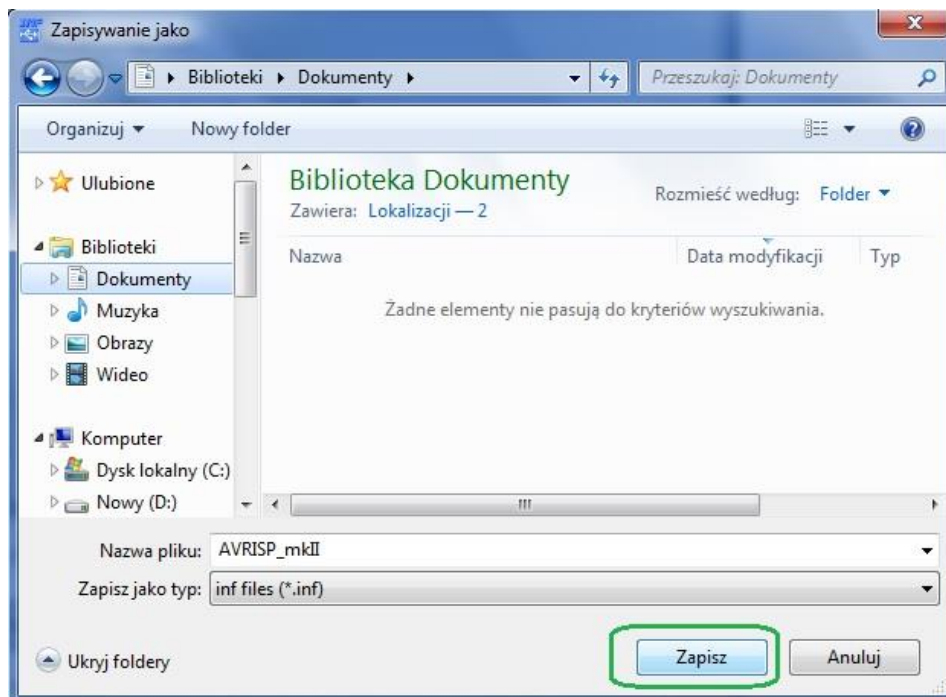 Zapisywanie jako
Biblioteki Dokumenty
Przeszukaj: Dokumenty
Organizuj
Nowy folder
Ulubione
Biblioteki
Dokumenty
Muzyka
Obrazy
Wideo
Komputer
Dysk lokalny (C:)
Nowy (D:)
Biblioteka Dokumenty
Zawiera: Lokalizacji — 2
Rozmieść według: Folder
Nazwa
Data modyfikacji
Typ
Żadne elementy nie pasują do kryteriów wyszukiwania.
Nazwa pliku: AVRISP_mkII
Zapisz jako typ: inf files (*.inf)
Ukryj foldery
Zapisz
Anuluj